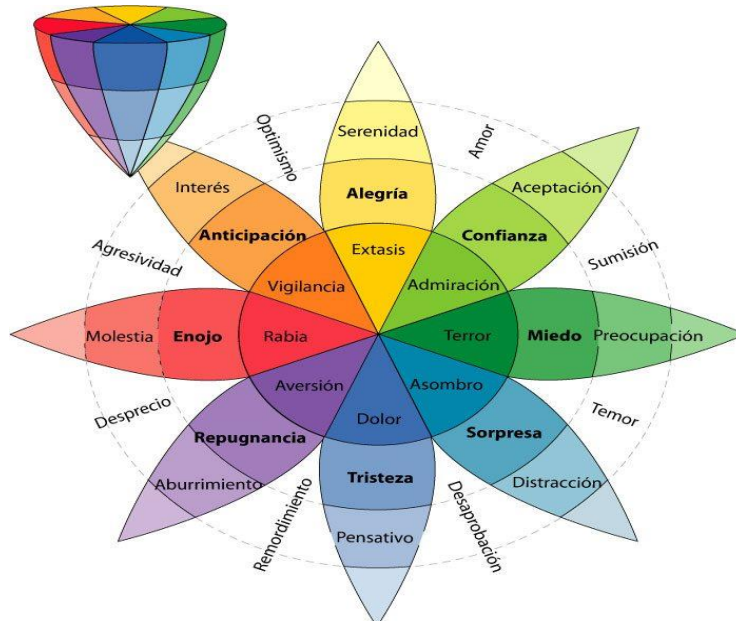 Optimismo
Serenidad
Amor
Interés
Alegría
Aceptación
Anticipación
Confianza
Agresividad
Extasis
Sumisión
Vigilancia
Admiración
Molestia
Enojo
Rabia
Terror
Miedo
Preocupación
Aversión
Asombro
Desprecio
Dolor
Temor
Repugnancia
Sorpresa
Aburrimiento
Tristeza
Distracción
Remordimiento
Pensativo
Desaprobación